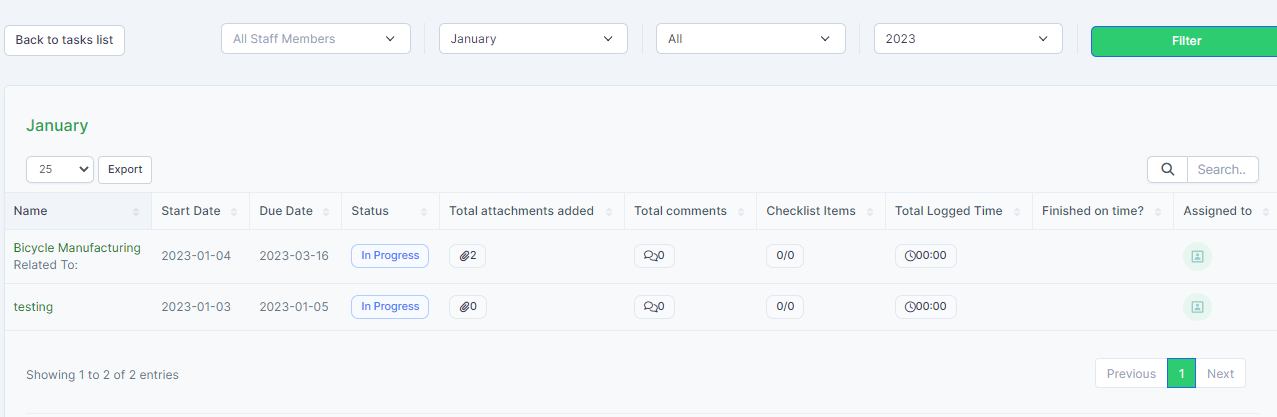 Back to tasks list All Staff Members January All 2023 Filter
January
25 Export Search..
Name Start Date Due Date Status Total attachments added Total comments Checklist Items Total Logged Time Finished on time? Assigned to
Bicycle Manufacturing 2023-01-04 2023-03-16 In Progress 2 0 0/0 00:00
Related To:
testing 2023-01-03 2023-01-05 In Progress 0 0 0/0 00:00
Showing 1 to 2 of 2 entries Previous 1 Next